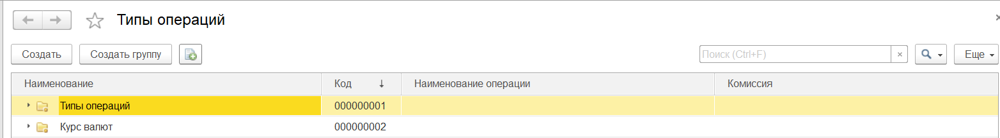 Типы операций
Создать Создать группу Поиск (Ctrl+F) × Еще
Наименование Код ↓ Наименование операции Комиссия
Типы операций 000000001
Курс валют 000000002